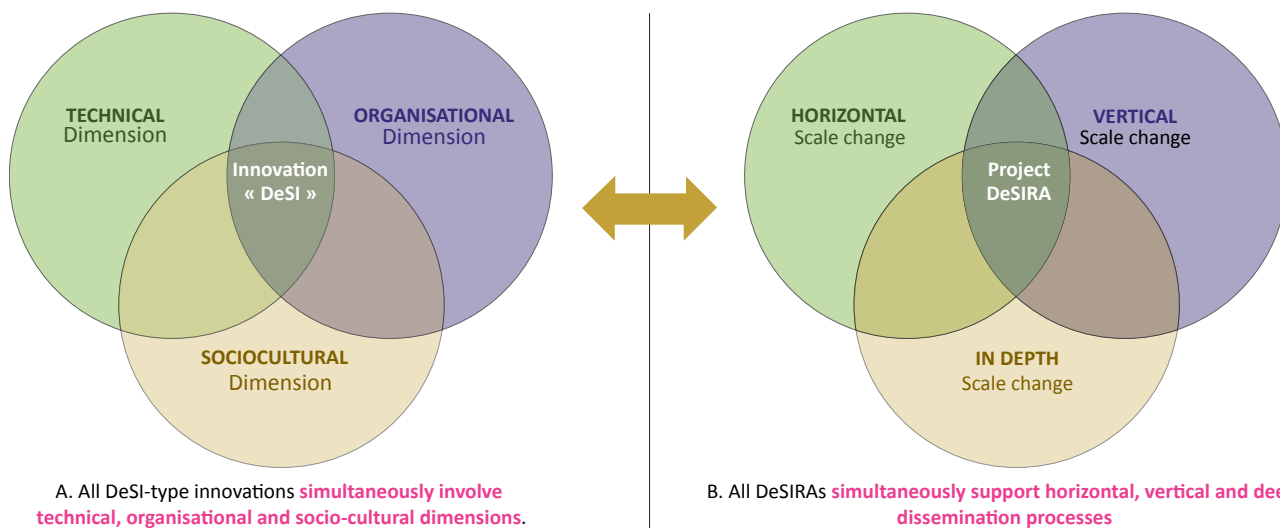 TECHNICAL
Dimension
ORGANISATIONAL
Dimension
Innovation
« DeSI »
SOCIOCULTURAL
Dimension
A. All DeSI-type innovations simultaneously involve
technical, organisational and socio-cultural dimensions.
HORIZONTAL
Scale change
VERTICAL
Scale change
Project
DeSIRA
IN DEPTH
Scale change
B. All DeSIRAs simultaneously support horizontal, vertical and dee
dissemination processes